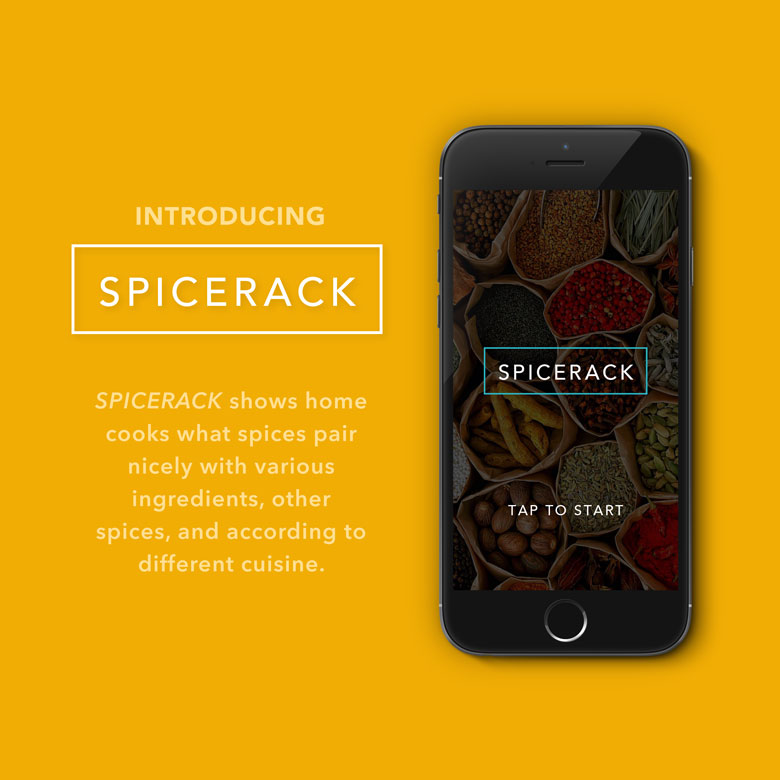 INTRODUCING
SPICERACK
SPICERACK shows home
cooks what spices pair
nicely with various
ingredients, other
spices, and according to
different cuisine.
SPICERACK
TAP TO START